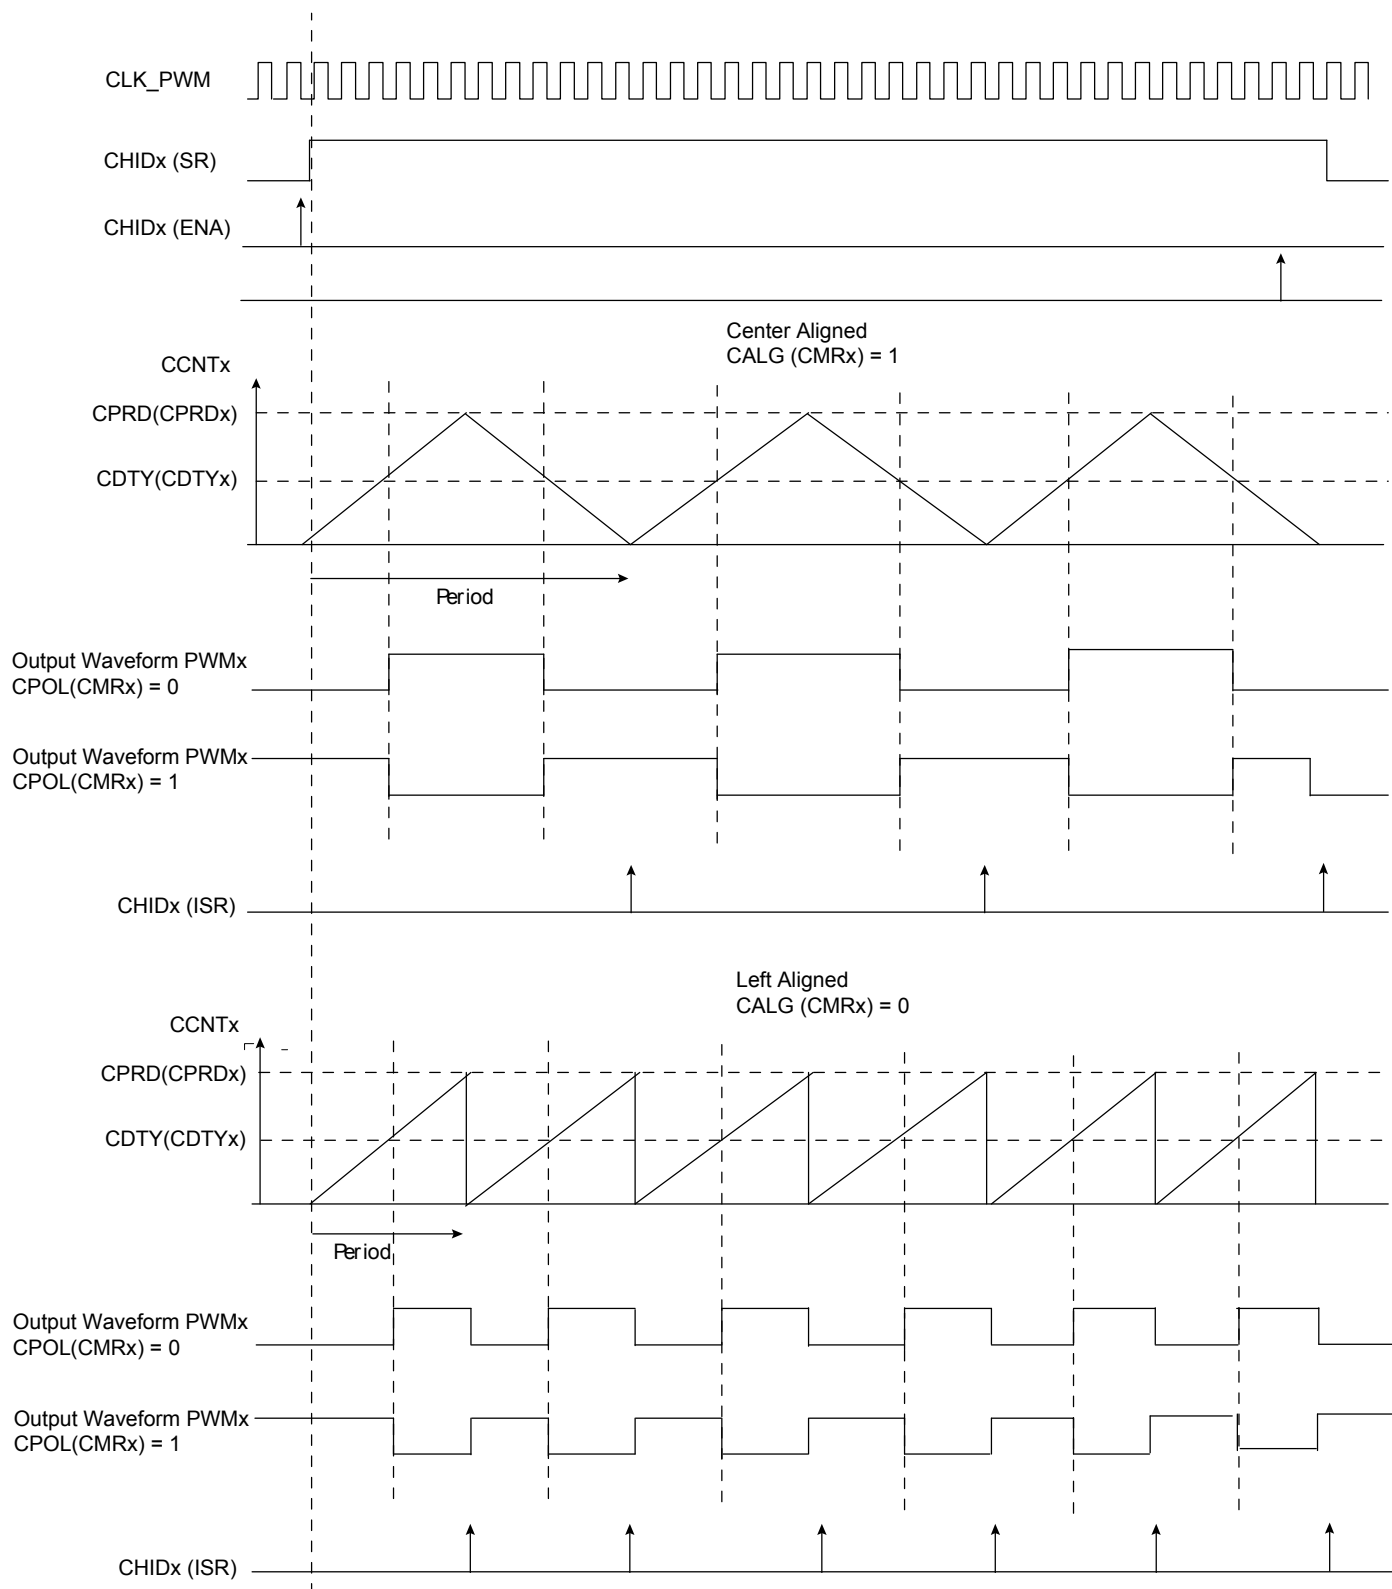 CLK_PWM
CHIDx (SR)
CHIDx (ENA)
Center Aligned
CALG (CMRx) = 1
CCNTx
CPRD(CPRDx)
CDTY(CDTYx)
Period
Output Waveform PWMx
CPOL(CMRx) = 0
Output Waveform PWMx
CPOL(CMRx) = 1
CHIDx (ISR)
Left Aligned
CALG (CMRx) = 0
CCNTx
CPRD(CPRDx)
CDTY(CDTYx)
Period
Output Waveform PWMx
CPOL(CMRx) = 0
Output Waveform PWMx
CPOL(CMRx) = 1
CHIDx (ISR)